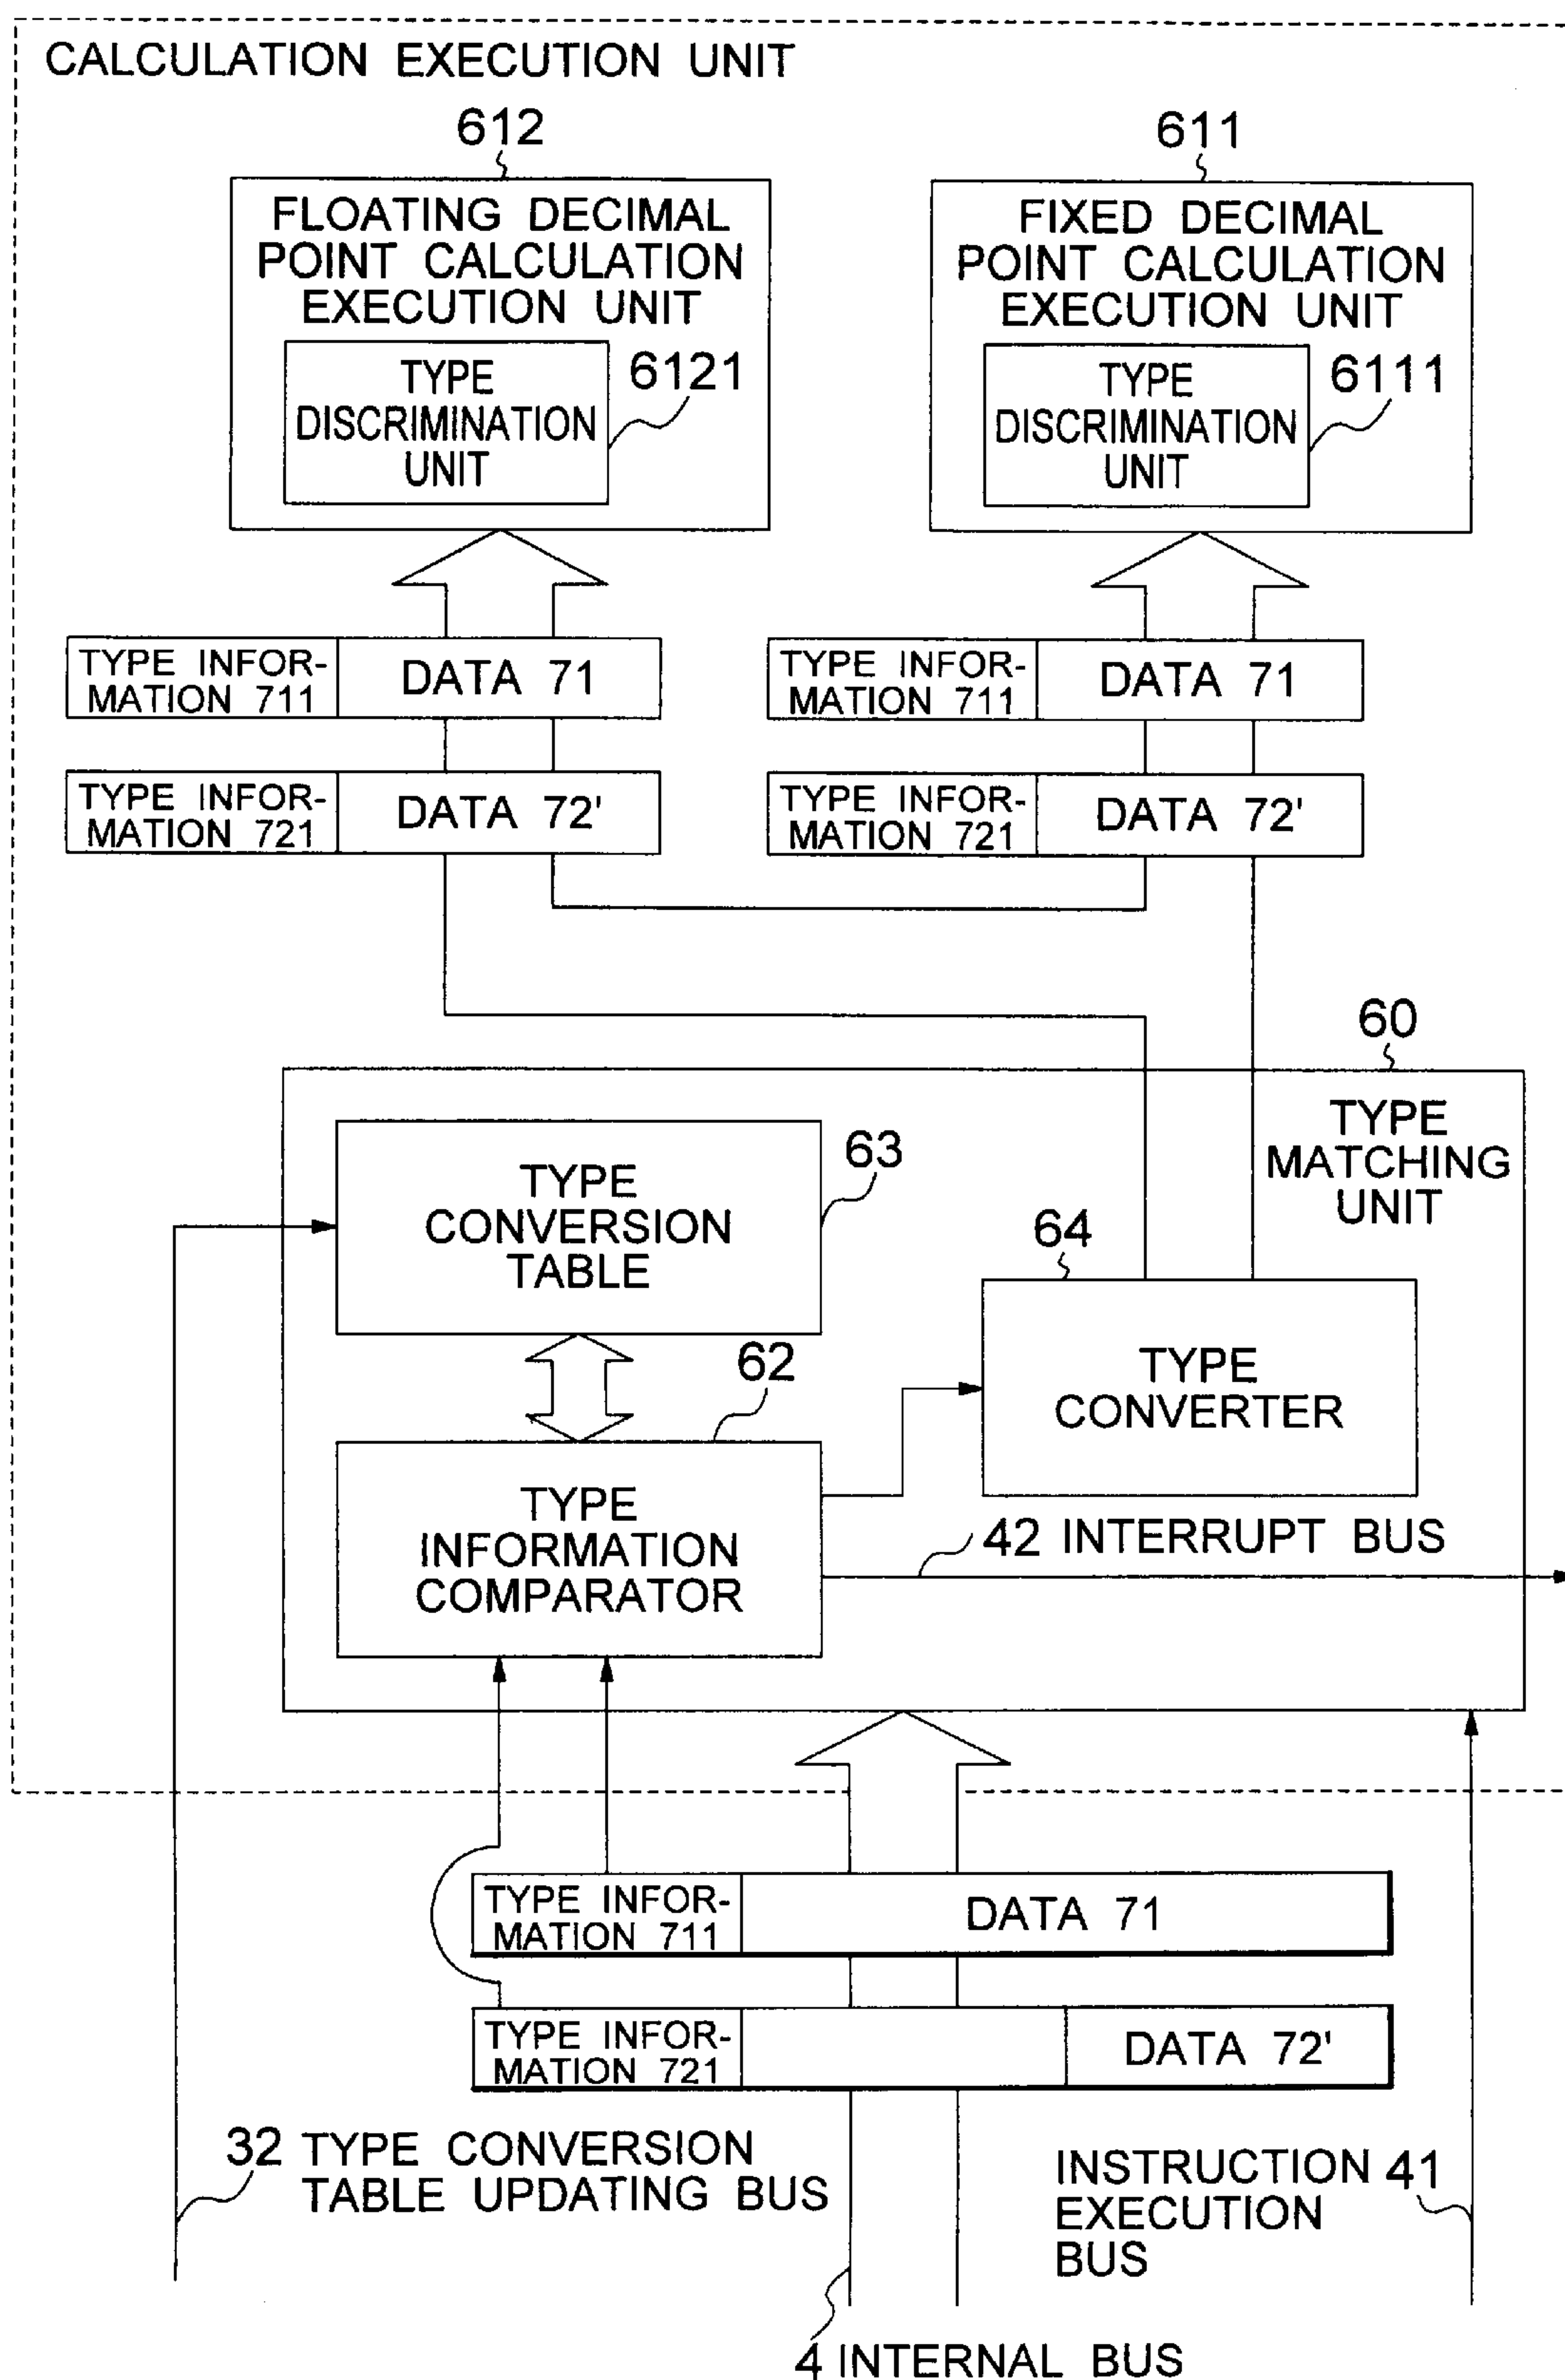 CALCULATION EXECUTION UNIT
612
611
FLOATING DECIMAL
POINT CALCULATION
EXECUTION UNIT
FIXED DECIMAL
POINT CALCULATION
EXECUTION UNIT
TYPE
DISCRIMINATION
UNIT
6121
TYPE
DISCRIMINATION
UNIT
6111
TYPE INFOR-
MATION 711
DATA 71
TYPE INFOR-
MATION 711
DATA 71
TYPE INFOR-
MATION 721
DATA 72'
TYPE INFOR-
MATION 721
DATA 72'
60
TYPE
MATCHING
UNIT
63
TYPE
CONVERSION
TABLE
64
62
TYPE
CONVERTER
TYPE
INFORMATION
COMPARATOR
42 INTERRUPT BUS
TYPE INFOR-
MATION 711
DATA 71
TYPE INFOR-
MATION 721
DATA 72'
32 TYPE CONVERSION
TABLE UPDATING BUS
INSTRUCTION 41
EXECUTION
BUS
4 INTERNAL BUS